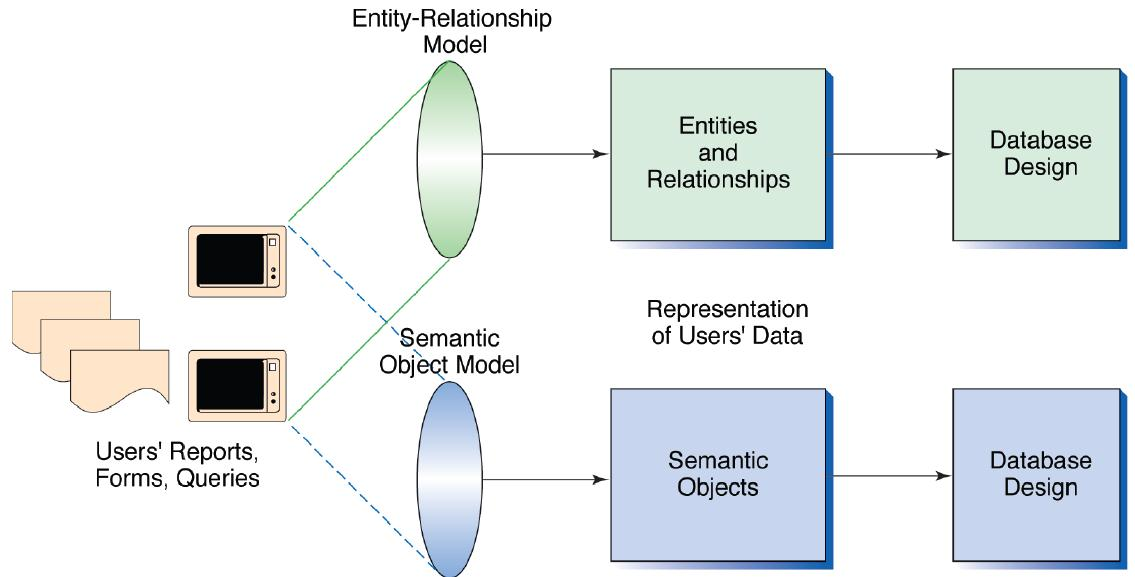 Entity-Relationship
Model
Entities
and
Relationships
Database
Design
Representation
of Users' Data
Semantic
Object Model
Users' Reports,
Forms, Queries
Semantic
Objects
Database
Design